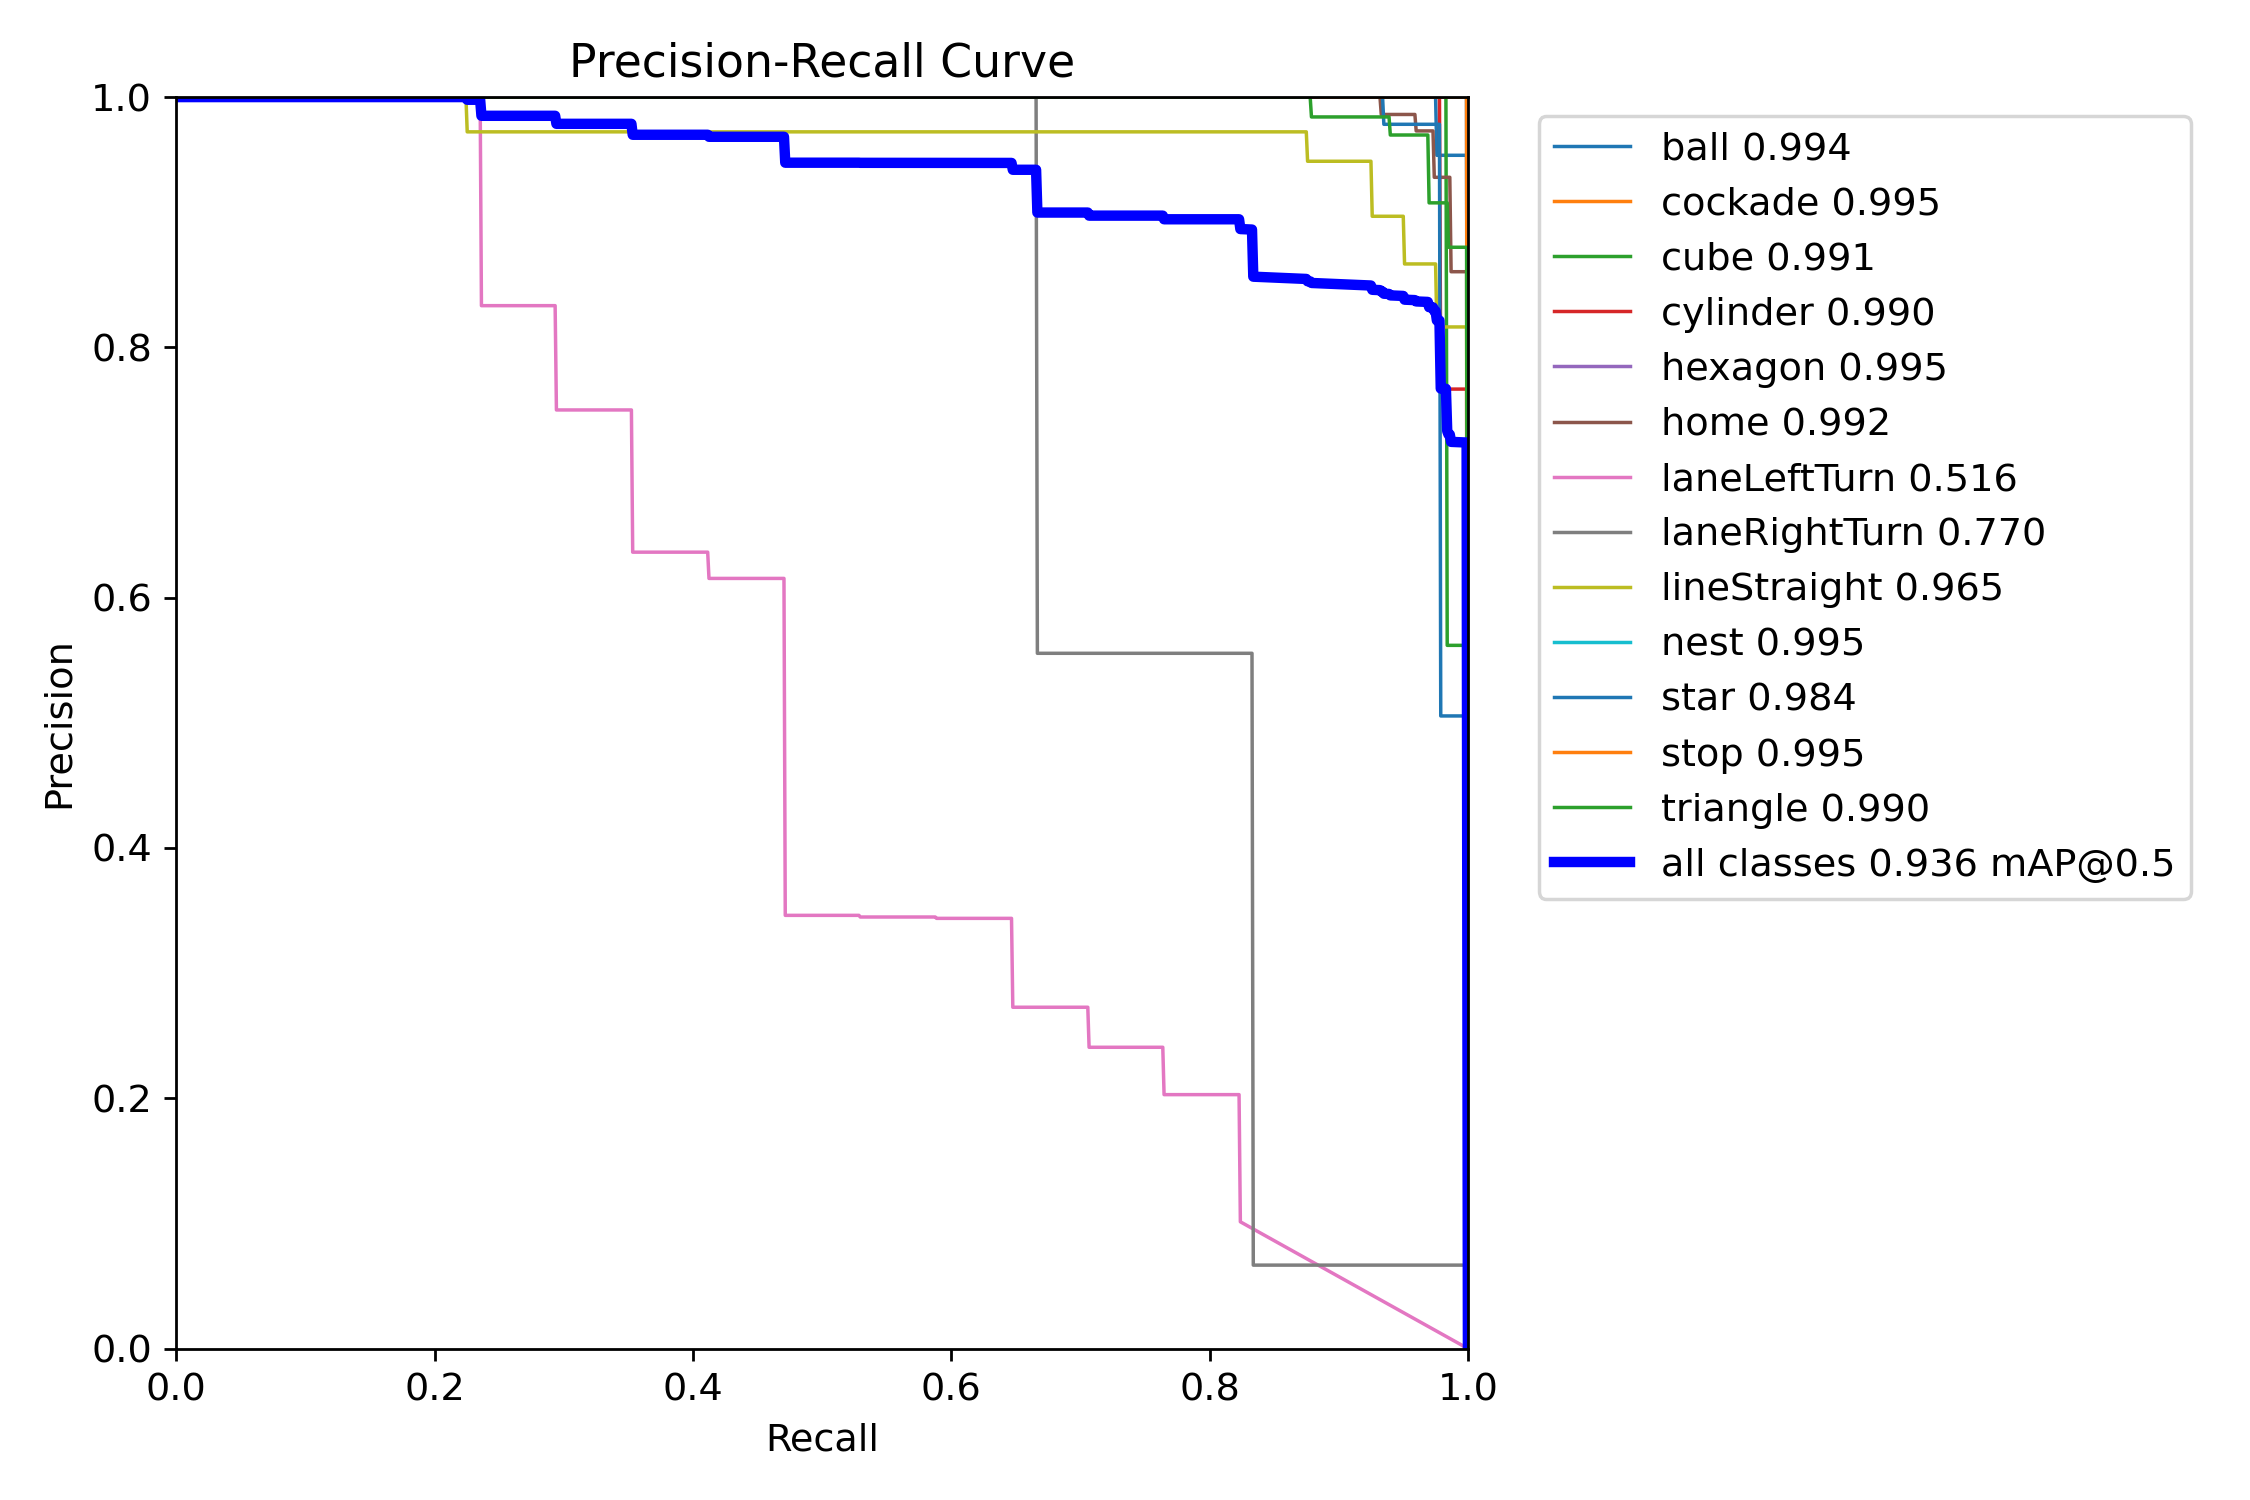 Precision-Recall Curve
1.0
0.8
0.6
0.4
0.2
0.0
Precision
0.0 0.2 0.4 0.6 0.8 1.0
Recall
ball 0.994
cockade 0.995
cube 0.991
cylinder 0.990
hexagon 0.995
home 0.992
laneLeftTurn 0.516
laneRightTurn 0.770
lineStraight 0.965
nest 0.995
star 0.984
stop 0.995
triangle 0.990
all classes 0.936 mAP@0.5